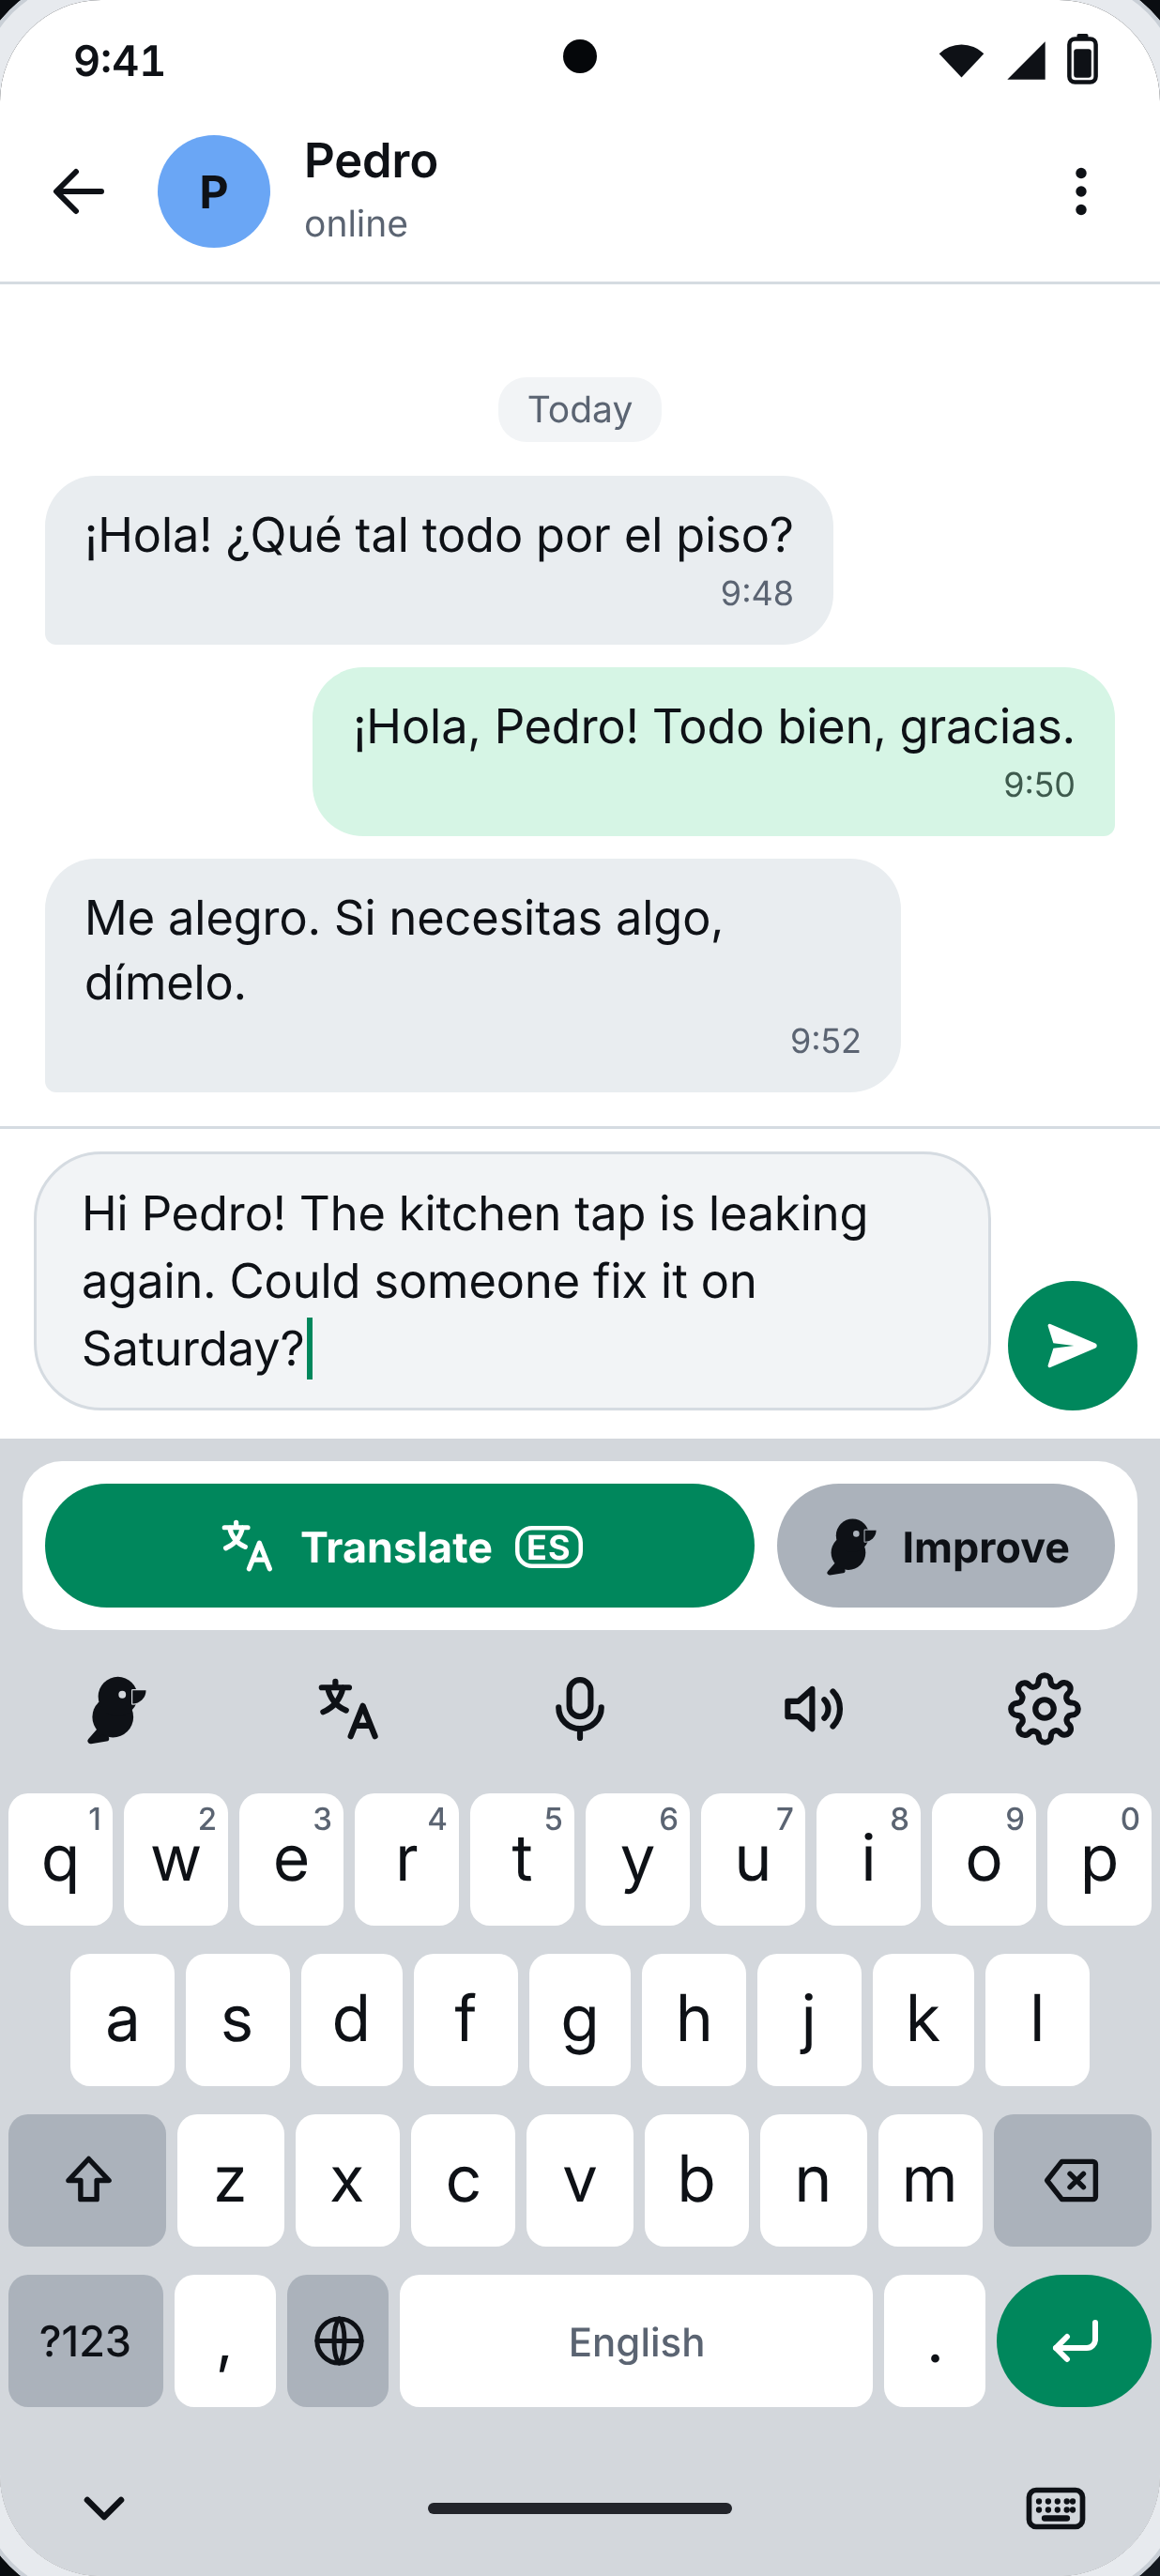 9:41
P
Pedro
online
Today
¡Hola! ¿Qué tal todo por el piso?
9:48
¡Hola, Pedro! Todo bien, gracias.
9:50
Me alegro. Si necesitas algo,
dímelo.
9:52
Hi Pedro! The kitchen tap is leaking
again. Could someone fix it on
Saturday?
Translate ES Improve
1 2 3 4 5 6 7 8 9 0
q w e r t y u i o p
a s d f g h j k l
z x c v b n m
?123 , English .